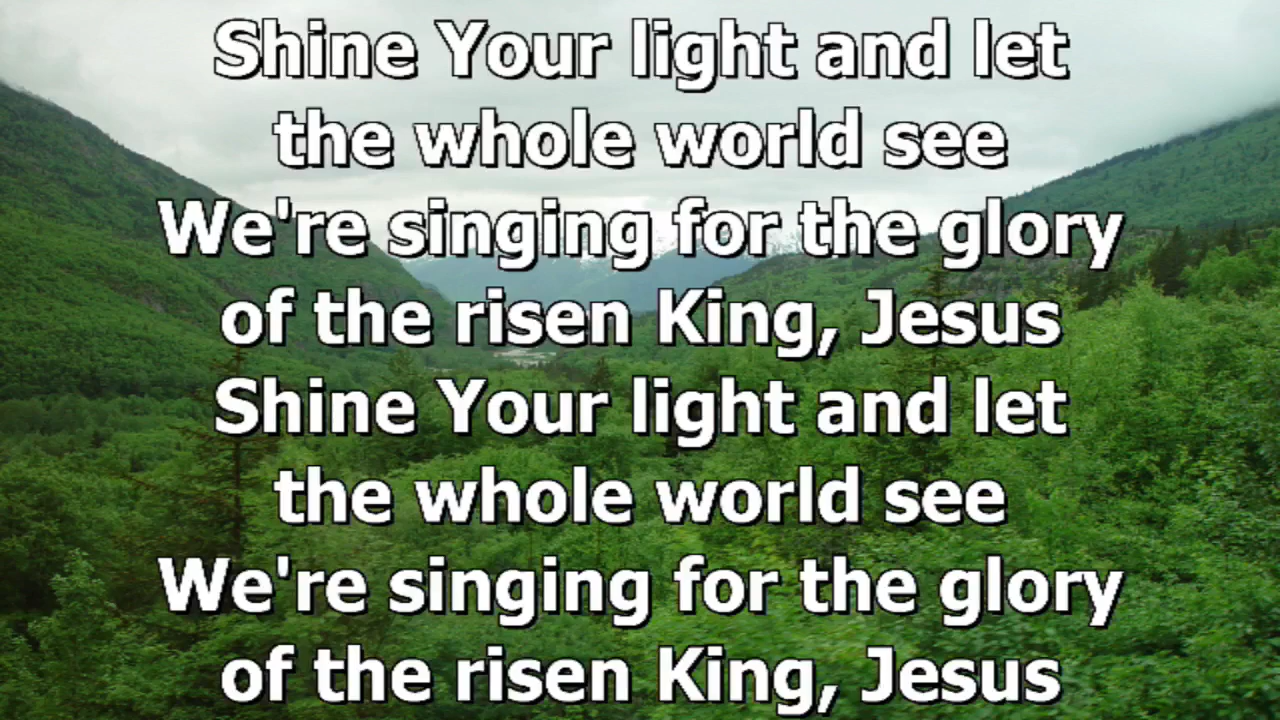 Shine Your light and let
the whole world see
We're singing for the glory
of the risen King, Jesus
Shine Your light and let
the whole world see
We're singing for the glory
of the risen King, Jesus